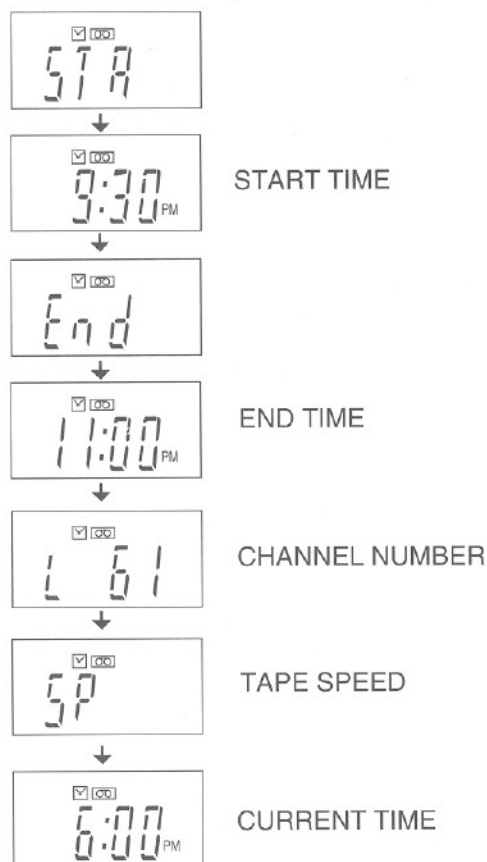 STA
9:30 PM START TIME
End
11:00 PM END TIME
L 61 CHANNEL NUMBER
SP TAPE SPEED
6:00 PM CURRENT TIME